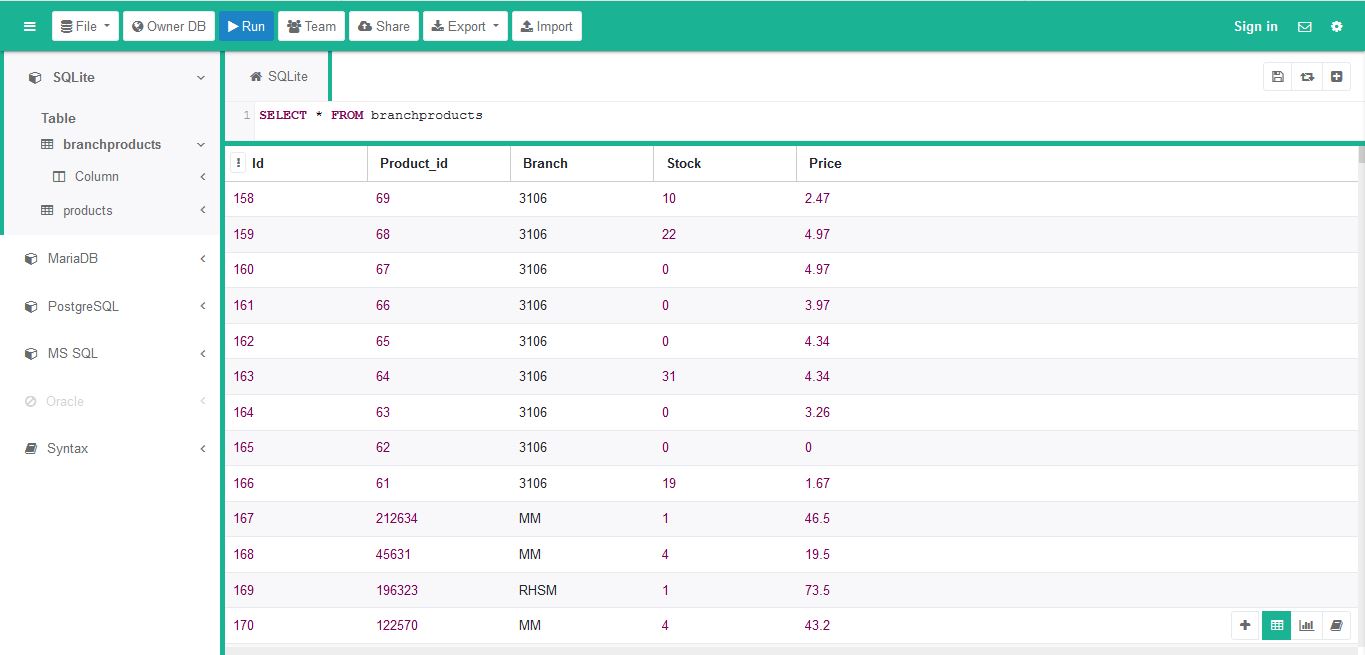 File Owner DB Run Team Share Export Import Sign in
SQLite
Table
branchproducts
Column
products
MariaDB
PostgreSQL
MS SQL
Oracle
Syntax
SQLite
1 SELECT * FROM branchproducts
Id Product_id Branch Stock Price
158 69 3106 10 2.47
159 68 3106 22 4.97
160 67 3106 0 4.97
161 66 3106 0 3.97
162 65 3106 0 4.34
163 64 3106 31 4.34
164 63 3106 0 3.26
165 62 3106 0 0
166 61 3106 19 1.67
167 212634 MM 1 46.5
168 45631 MM 4 19.5
169 196323 RHSM 1 73.5
170 122570 MM 4 43.2